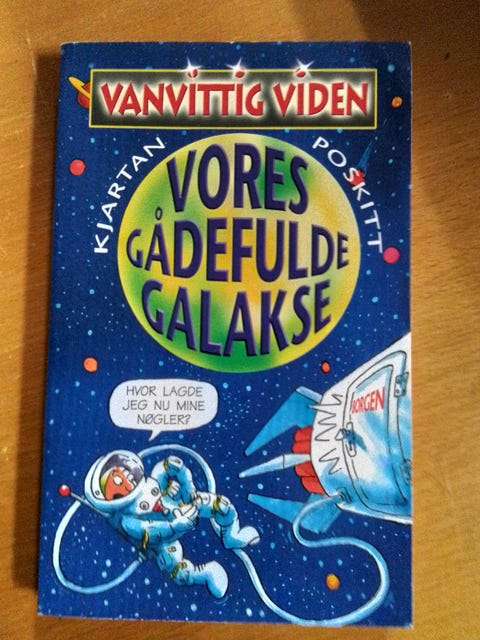 VANVITTIG VIDEN
KJARTAN POSKITT
VORES
GÅDEFULDE
GALAKSE
HVOR LAGDE
JEG NU MINE
NØGLER?
BORGEN